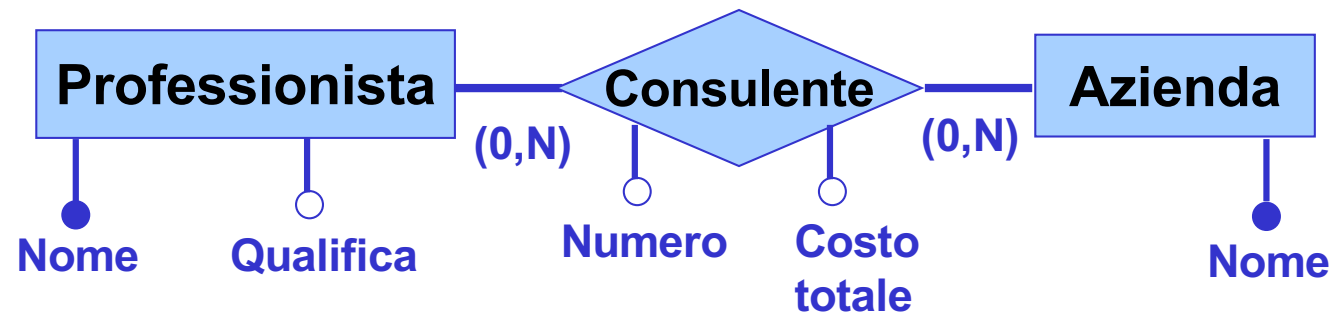 Professionista
Consulente
Azienda
(0,N)
(0,N)
Nome
Qualifica
Numero
Costo
totale
Nome